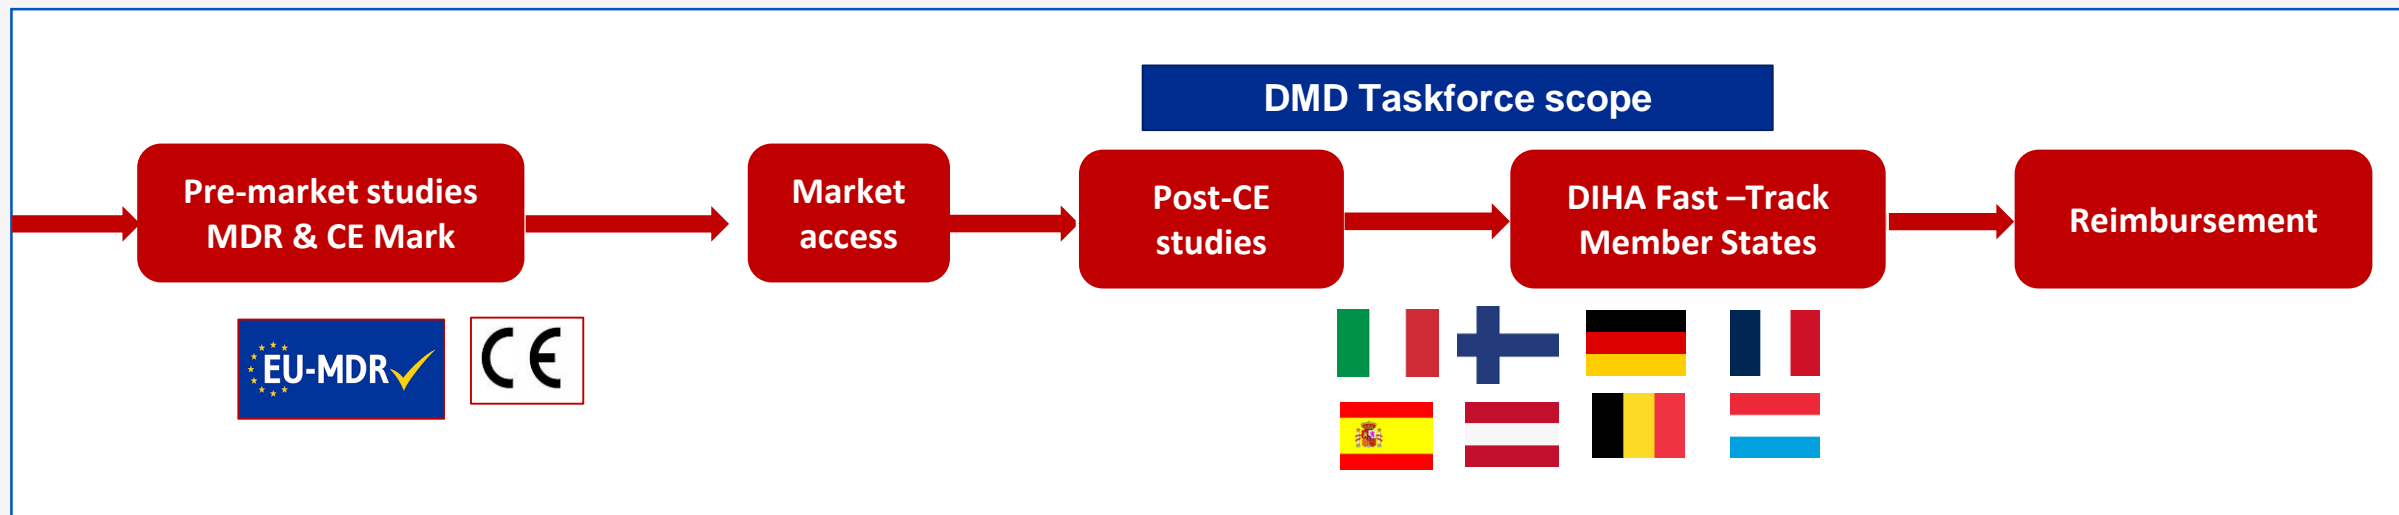 DMD Taskforce scope
Pre-market studies
MDR & CE Mark
Market
access
Post-CE
studies
DIHA Fast –Track
Member States
Reimbursement
EU-MDR
CE